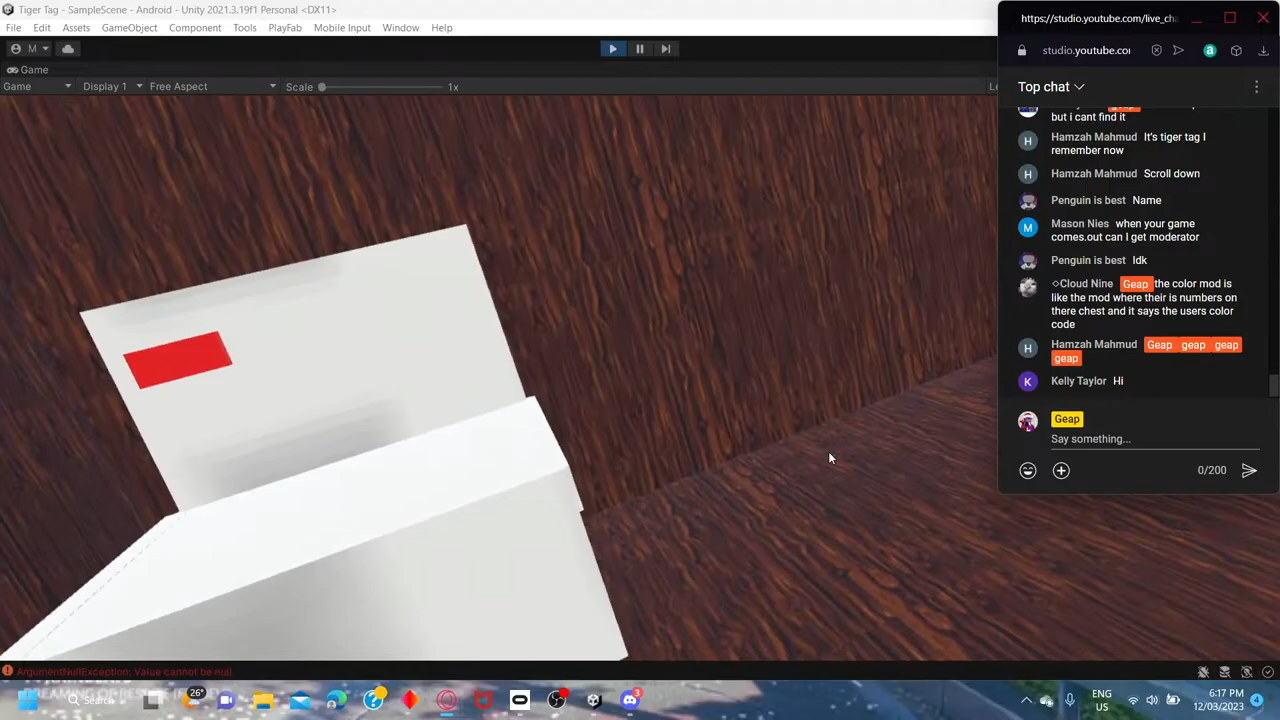 Tiger Tag - SampleScene - Android - Unity 2021.3.19f1 Personal <DX11>
File Edit Assets GameObject Component Tools PlayFab Mobile Input Window Help
M
Game
Game Display 1 Free Aspect Scale 1x
https://studio.youtube.com/live_cha
studio.youtube.co
Top chat
but i cant find it
Hamzah Mahmud It's tiger tag I
remember now
Hamzah Mahmud Scroll down
Penguin is best Name
Mason Nies when your game
comes.out can I get moderator
Penguin is best Idk
◇Cloud Nine Geap the color mod is
like the mod where their is numbers on
there chest and it says the users color
code
Hamzah Mahmud Geap geap geap
geap
Kelly Taylor Hi
Geap
Say something...
0/200
ArgumentNullException: Value cannot be null.
26°
Search
3
ENG
US
6:17 PM
12/03/2023
4